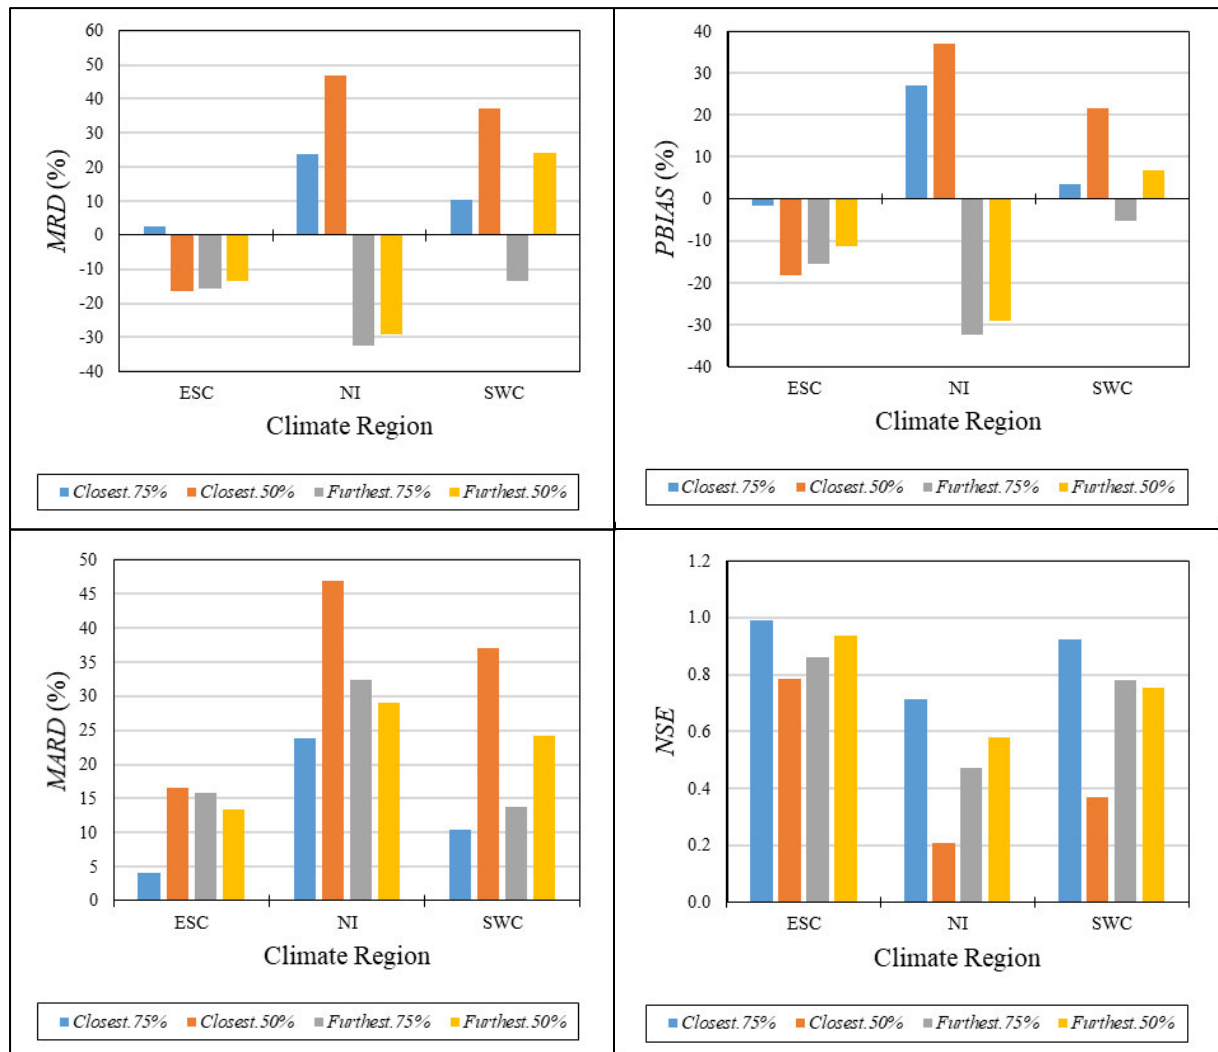 60
50
40
30
20
10
0
-10
-20
-30
-40
MRD (%)
ESC NI SWC
Climate Region
Closest.75% Closest.50% Furthest.75% Furthest.50%
40
30
20
10
0
-10
-20
-30
-40
PBIAS (%)
ESC NI SWC
Climate Region
Closest.75% Closest.50% Furthest.75% Furthest.50%
50
45
40
35
30
25
20
15
10
5
0
MARD (%)
ESC NI SWC
Climate Region
Closest.75% Closest.50% Furthest.75% Furthest.50%
1.2
1.0
0.8
0.6
0.4
0.2
0.0
NSE
ESC NI SWC
Climate Region
Closest.75% Closest.50% Furthest.75% Furthest.50%